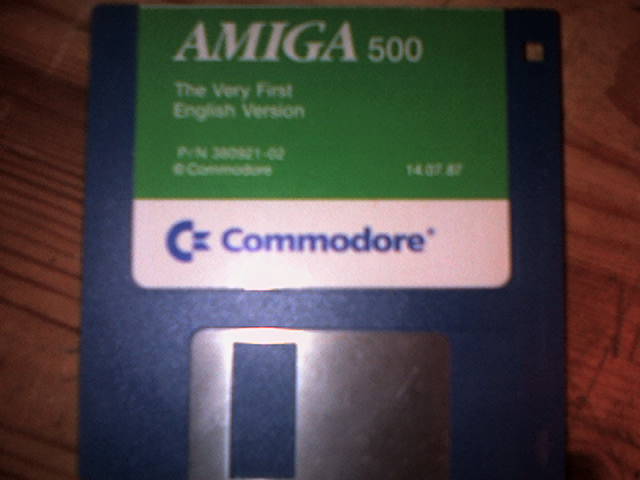 AMIGA 500
The Very First
English Version
P/N 380921-02
© Commodore 14.07.87
Commodore®